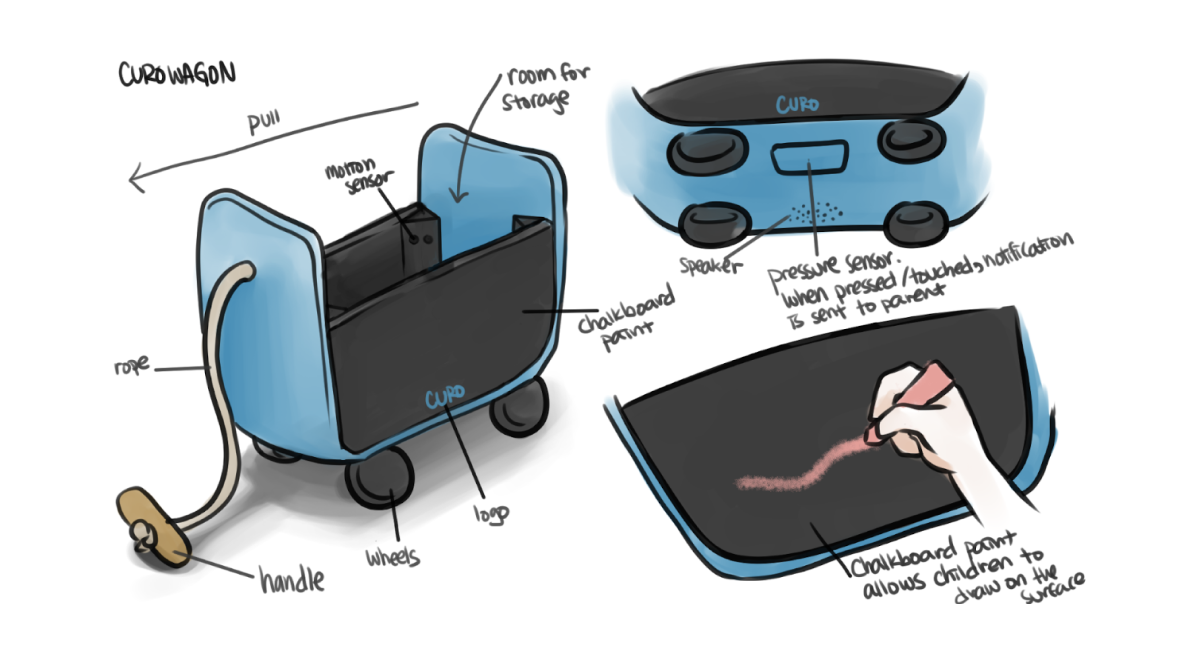 CUROWAGON
pull
room for
storage
motion
sensor
chalkboard
paint
rope
CURO
logo
wheels
handle
CURO
speaker
pressure sensor.
when pressed/touched, notification
is sent to parent
Chalkboard paint
allows children to
draw on the
surface